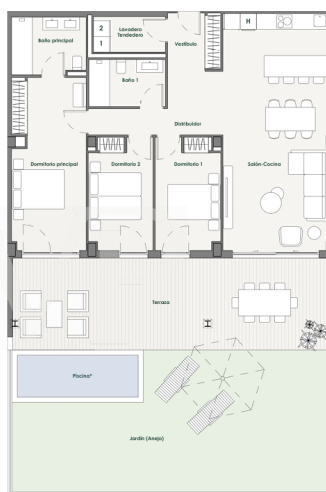 Baño principal
2
1
Lavadero
Tendedero
Vestíbulo
H
Baño 1
Distribuidor
Dormitorio principal
Dormitorio 2
Dormitorio 1
Salón-Cocina
Terraza
Piscina*
Jardín (Anejo)